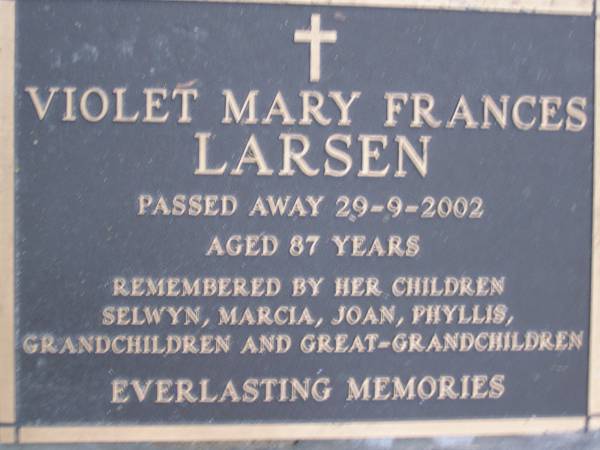 VIOLET MARY FRANCES
LARSEN
PASSED AWAY 29-9-2002
AGED 87 YEARS
REMEMBERED BY HER CHILDREN
SELWYN, MARCIA, JOAN, PHYLLIS,
GRANDCHILDREN AND GREAT-GRANDCHILDREN
EVERLASTING MEMORIES